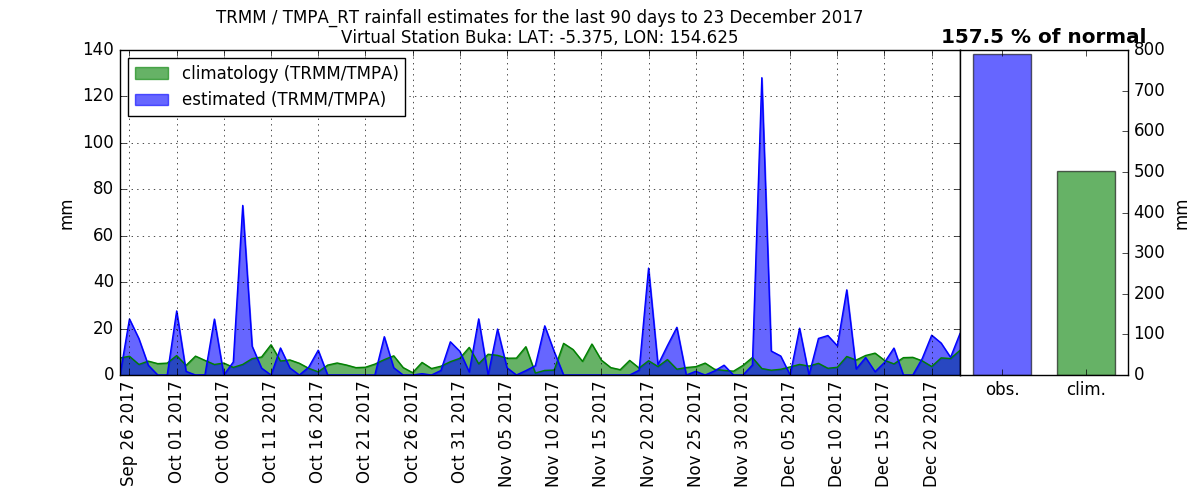 TRMM / TMPA_RT rainfall estimates for the last 90 days to 23 December 2017
Virtual Station Buka: LAT: -5.375, LON: 154.625
157.5 % of normal
climatology (TRMM/TMPA)
estimated (TRMM/TMPA)
mm
140
120
100
80
60
40
20
0
Sep 26 2017
Oct 01 2017
Oct 06 2017
Oct 11 2017
Oct 16 2017
Oct 21 2017
Oct 26 2017
Oct 31 2017
Nov 05 2017
Nov 10 2017
Nov 15 2017
Nov 20 2017
Nov 25 2017
Nov 30 2017
Dec 05 2017
Dec 10 2017
Dec 15 2017
Dec 20 2017
800
700
600
500
400
300
200
100
0
mm
obs.
clim.